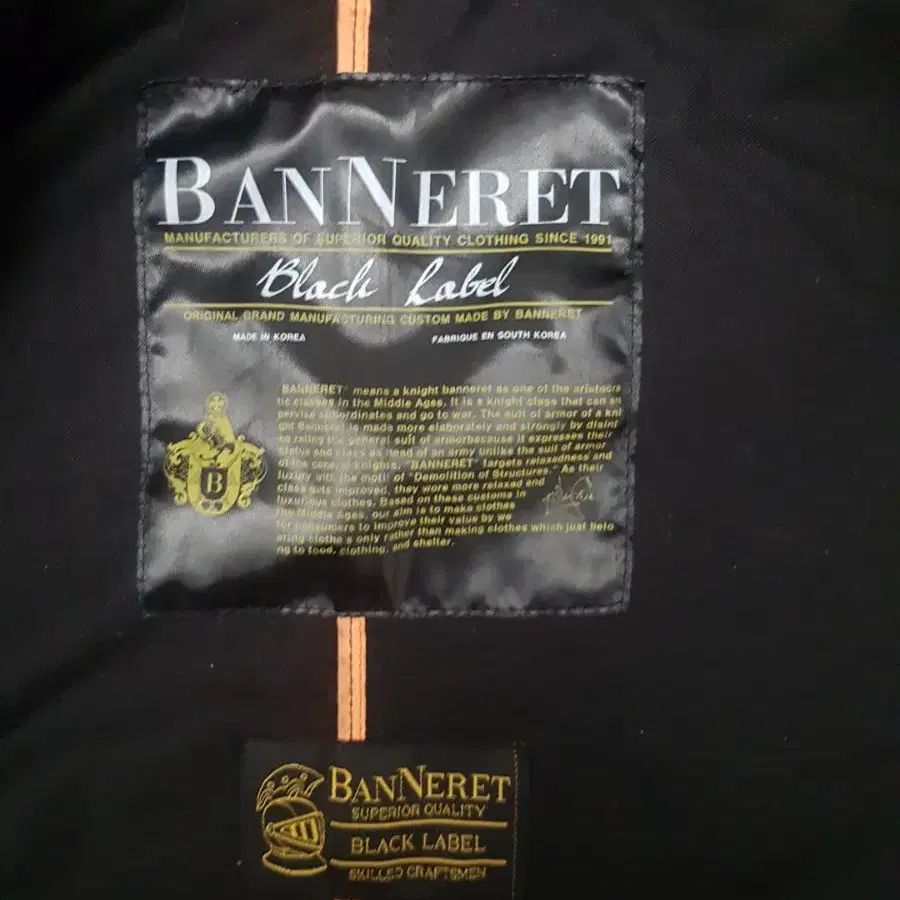 BANNERET
MANUFACTURERS OF SUPERIOR QUALITY CLOTHING SINCE 1991
Black Label
ORIGINAL BRAND MANUFACTURING CUSTOM MADE BY BANNERET
MADE IN KOREA FABRIQUE EN SOUTH KOREA
BANNERET" means a knight banneret as one of the aristocra
tic classes in the Middle Ages. It is a knight class that can su
pervise subordinates and go to war. The suit of armor of a kni
ght Banneret is made more elaborately and strongly by disint
eg rating the general suit of armorbecause it expresses their
status and class as head of an army unlike the suit of armor
of the general knights. "BANNERET" targets relaxedness and
luxury with the motif of "Demolition of Structures." As their
class gets improved, they wore more relaxed and
luxurious clothes. Based on these customs in
the Middle Ages, our aim is to make clothes
for consumers to improve their value by we
aring clothe s only rather than making clothes which just belo
ng to food, clothing, and shelter.
B
BANNERET
SUPERIOR QUALITY
BLACK LABEL
SKILLED CRAFTSMEN